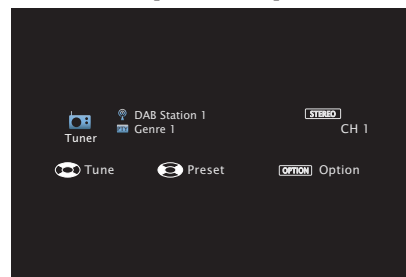 DAB Station 1
STEREO
Genre 1
CH 1
Tuner
Tune
Preset
OPTION Option